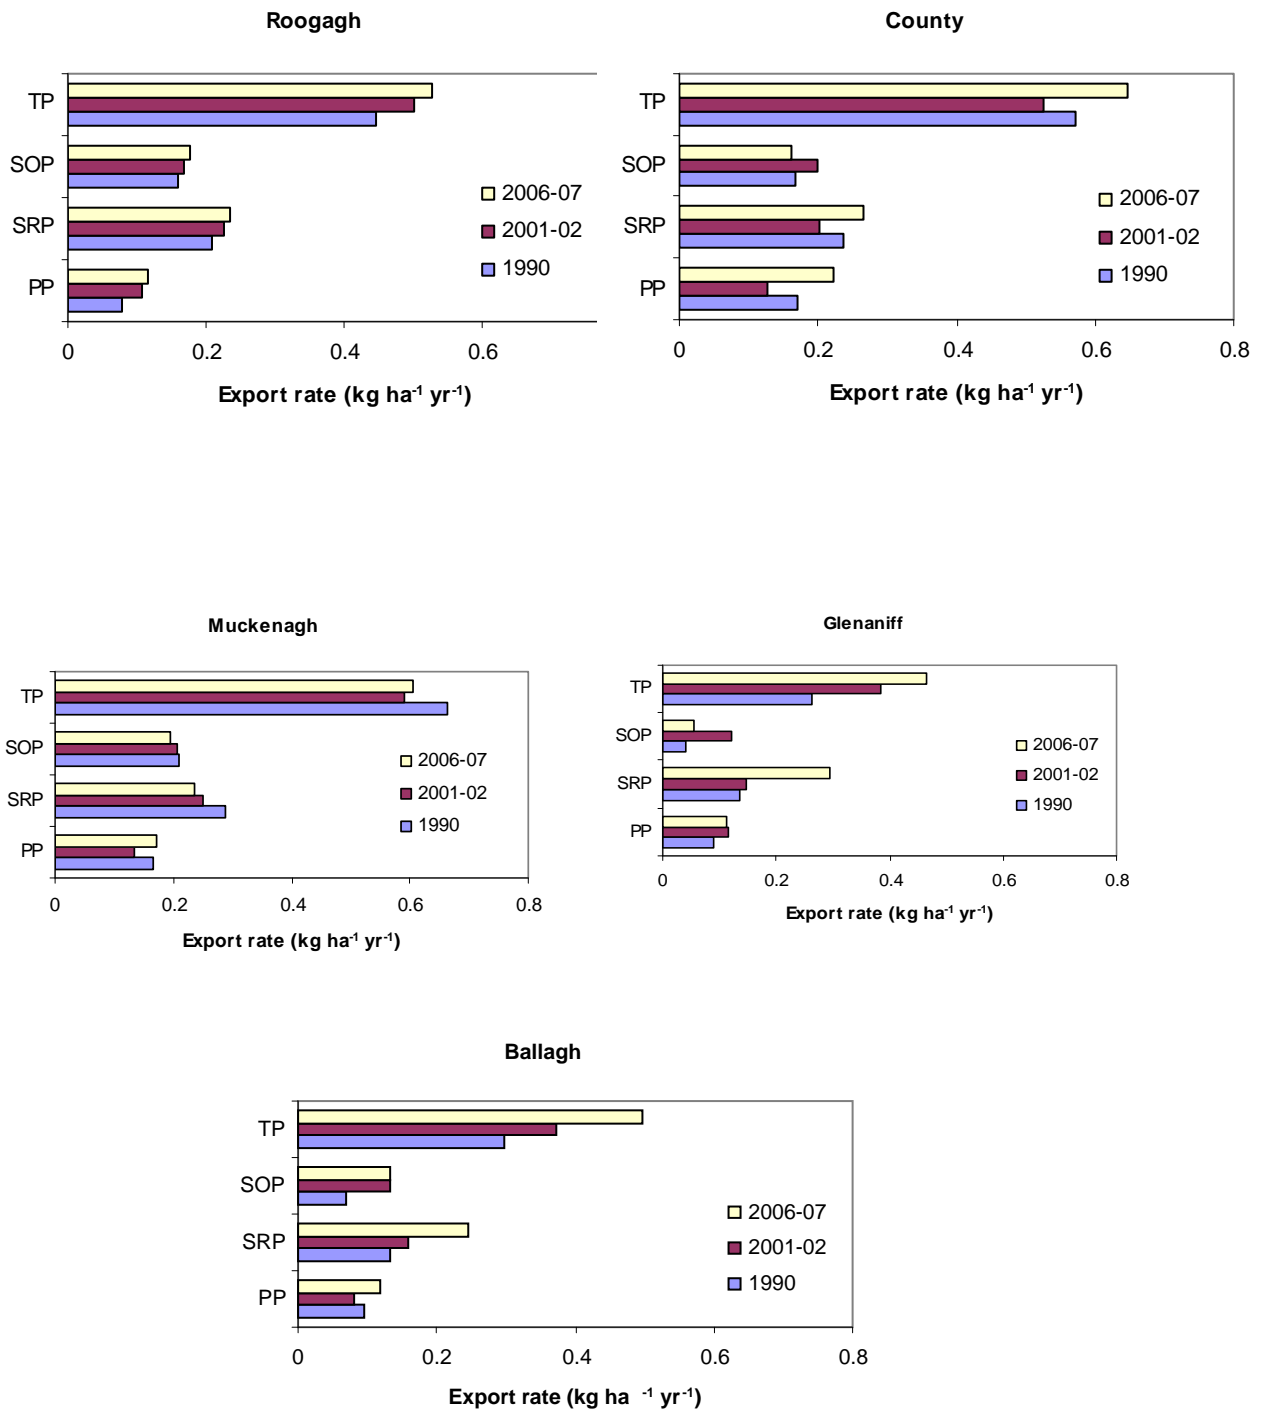 Roogagh
TP
SOP
SRP
PP
2006-07
2001-02
1990
0 0.2 0.4 0.6
Export rate (kg ha-1 yr-1)
County
TP
SOP
SRP
PP
2006-07
2001-02
1990
0 0.2 0.4 0.6 0.8
Export rate (kg ha-1 yr-1)
Muckenagh
TP
SOP
SRP
PP
2006-07
2001-02
1990
0 0.2 0.4 0.6 0.8
Export rate (kg ha-1 yr-1)
Glenaniff
TP
SOP
SRP
PP
2006-07
2001-02
1990
0 0.2 0.4 0.6 0.8
Export rate (kg ha-1 yr-1)
Ballagh
TP
SOP
SRP
PP
2006-07
2001-02
1990
0 0.2 0.4 0.6 0.8
Export rate (kg ha -1 yr-1)